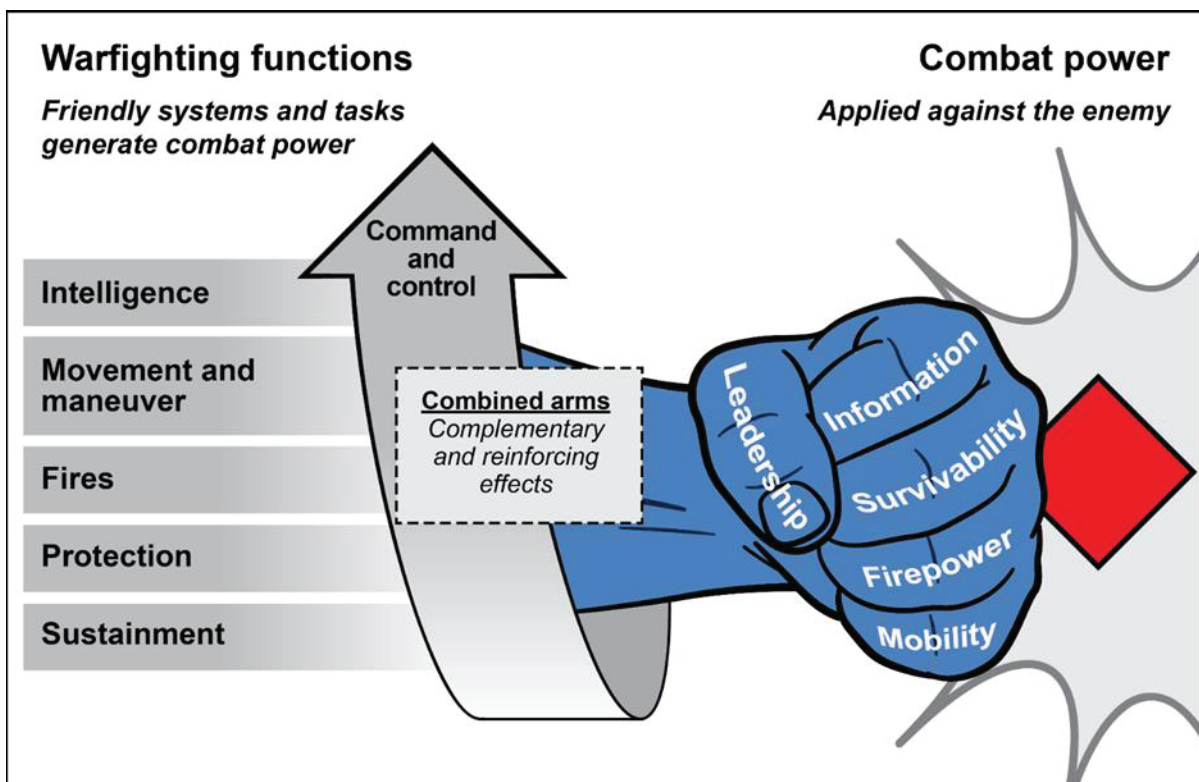 Warfighting functions
Friendly systems and tasks
generate combat power
Combat power
Applied against the enemy
Command
and
control
Intelligence
Movement and
maneuver
Fires
Protection
Sustainment
Combined arms
Complementary
and reinforcing
effects
Leadership
Information
Survivability
Firepower
Mobility